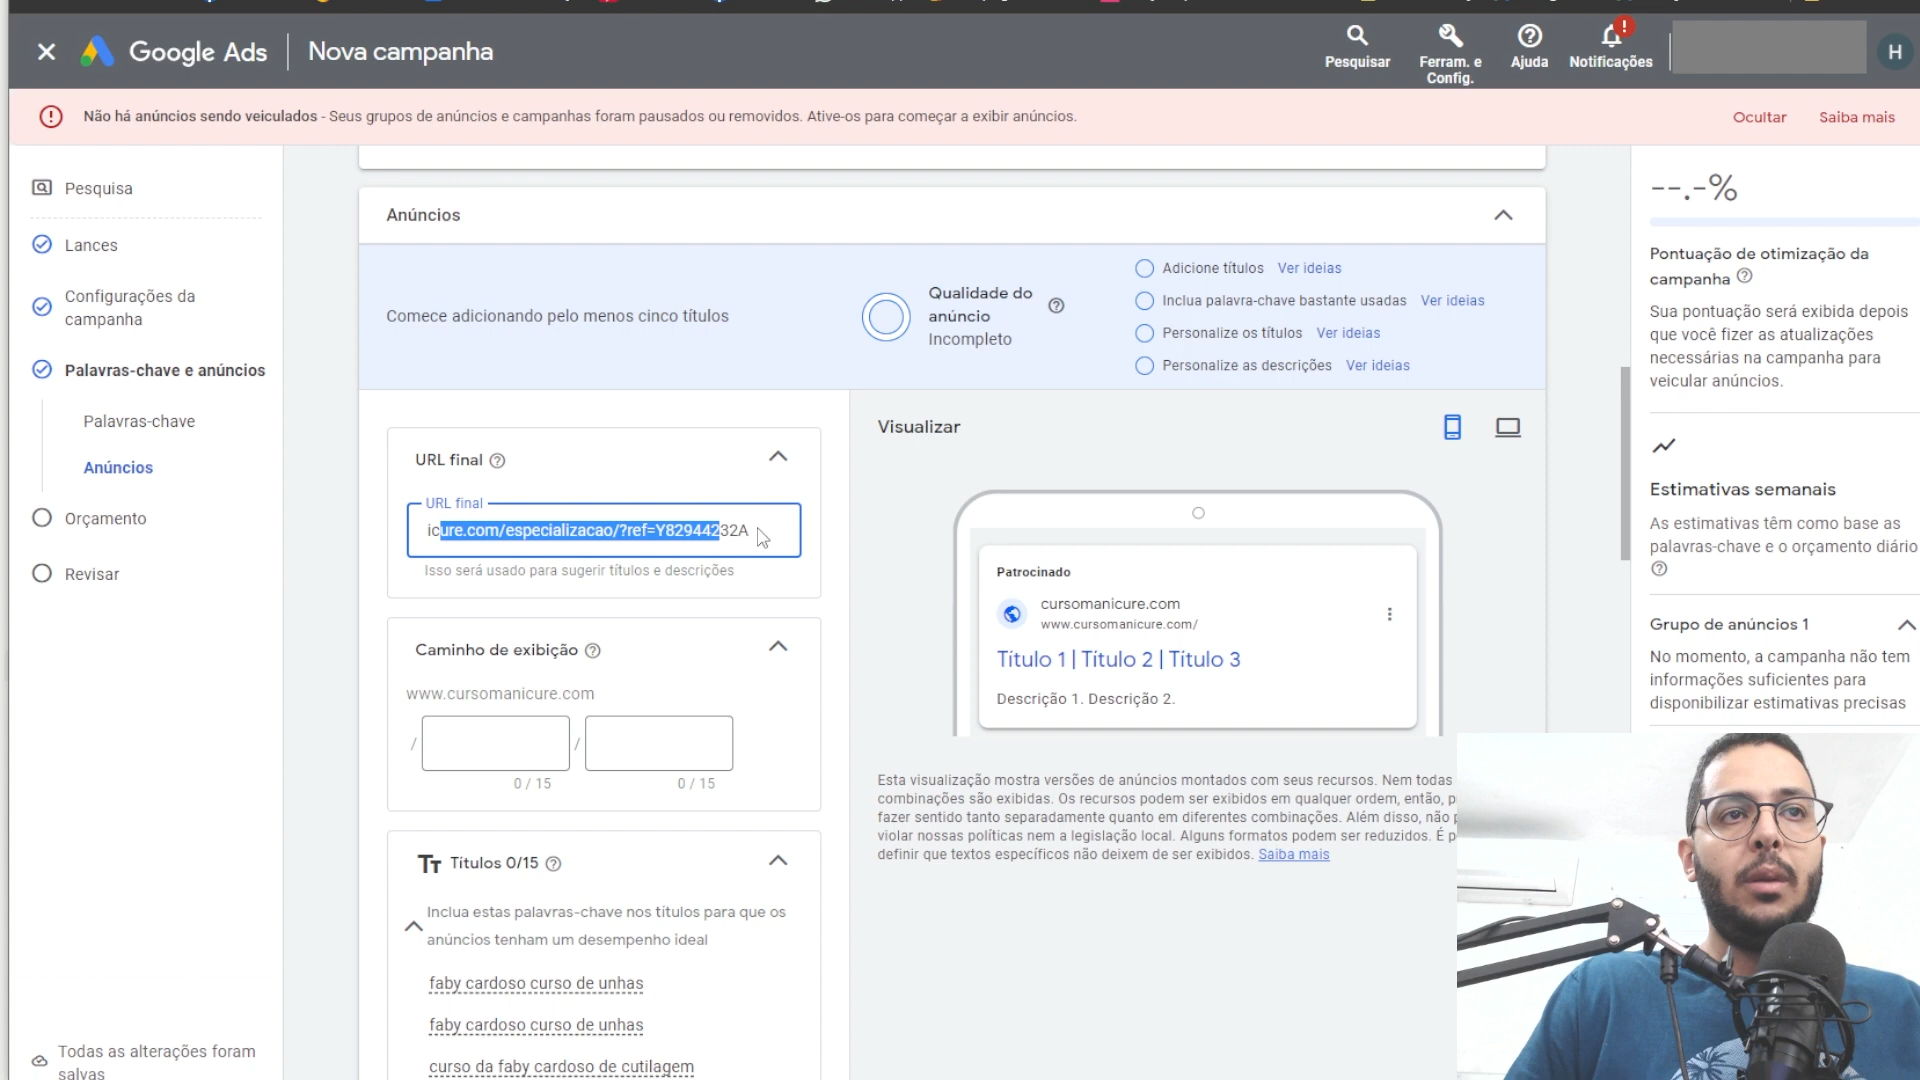 Google Ads
Nova campanha
Pesquisar
Ferram. e
Config.
Ajuda
Notificações
H
Não há anúncios sendo veiculados - Seus grupos de anúncios e campanhas foram pausados ou removidos. Ative-os para começar a exibir anúncios.
Ocultar
Saiba mais
Pesquisa
Lances
Configurações da
campanha
Palavras-chave e anúncios
Palavras-chave
Anúncios
Orçamento
Revisar
Todas as alterações foram
salvas
Anúncios
Comece adicionando pelo menos cinco títulos
Qualidade do
anúncio
Incompleto
Adicione títulos Ver ideias
Inclua palavra-chave bastante usadas Ver ideias
Personalize os títulos Ver ideias
Personalize as descrições Ver ideias
URL final
URL final
icure.com/especializacao/?ref=Y82944232A
Isso será usado para sugerir títulos e descrições
Caminho de exibição
www.cursomanicure.com
/ /
0 / 15 0 / 15
Títulos 0/15
Inclua estas palavras-chave nos títulos para que os
anúncios tenham um desempenho ideal
faby cardoso curso de unhas
faby cardoso curso de unhas
curso da faby cardoso de cutilagem
Visualizar
Patrocinado
cursomanicure.com
www.cursomanicure.com/
Título 1 | Título 2 | Título 3
Descrição 1. Descrição 2.
Esta visualização mostra versões de anúncios montados com seus recursos. Nem todas
combinações são exibidas. Os recursos podem ser exibidos em qualquer ordem, então, p
fazer sentido tanto separadamente quanto em diferentes combinações. Além disso, não p
violar nossas políticas nem a legislação local. Alguns formatos podem ser reduzidos. É p
definir que textos específicos não deixem de ser exibidos. Saiba mais
--.-%
Pontuação de otimização da
campanha
Sua pontuação será exibida depois
que você fizer as atualizações
necessárias na campanha para
veicular anúncios.
Estimativas semanais
As estimativas têm como base as
palavras-chave e o orçamento diário
Grupo de anúncios 1
No momento, a campanha não tem
informações suficientes para
disponibilizar estimativas precisas